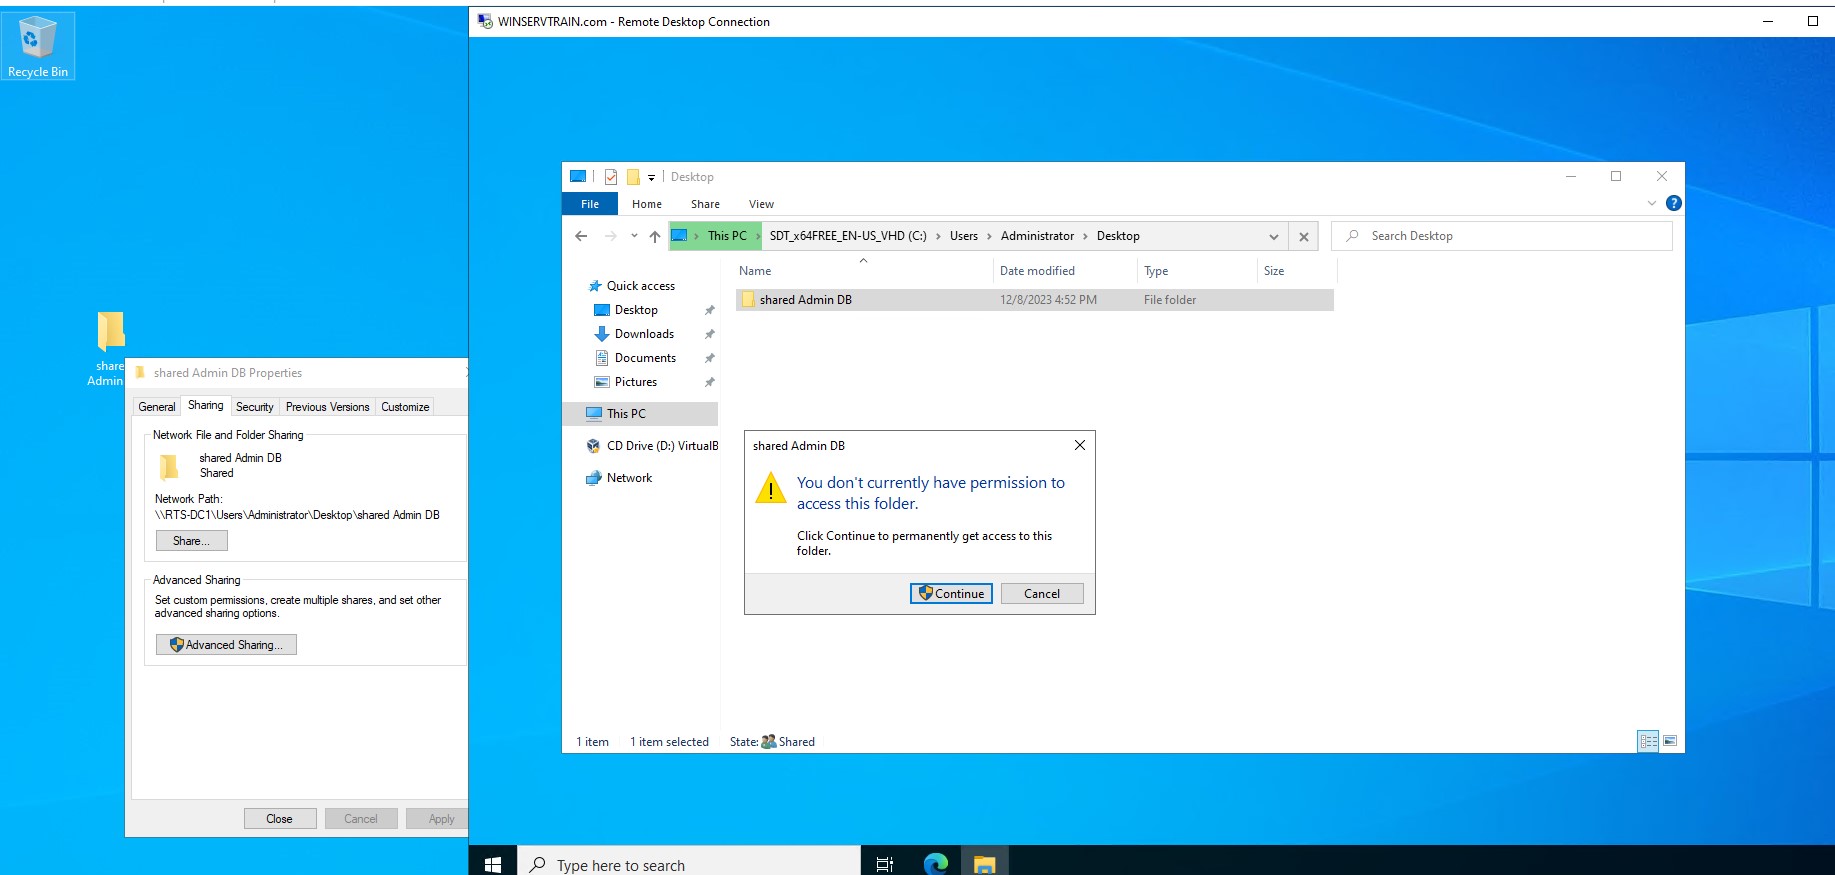 Recycle Bin
share
Admin
shared Admin DB Properties
General
Sharing
Security
Previous Versions
Customize
Network File and Folder Sharing
shared Admin DB
Shared
Network Path:
\\RTS-DC1\Users\Administrator\Desktop\shared Admin DB
Share...
Advanced Sharing
Set custom permissions, create multiple shares, and set other
advanced sharing options.
Advanced Sharing...
Close
Cancel
Apply
WINSERVTRAIN.com - Remote Desktop Connection
Desktop
File
Home
Share
View
This PC
SDT_x64FREE_EN-US_VHD (C:)
Users
Administrator
Desktop
Search Desktop
Name
Date modified
Type
Size
shared Admin DB
12/8/2023 4:52 PM
File folder
Quick access
Desktop
Downloads
Documents
Pictures
This PC
CD Drive (D:) VirtualB
Network
shared Admin DB
You don't currently have permission to
access this folder.
Click Continue to permanently get access to this
folder.
Continue
Cancel
1 item
1 item selected
State:
Shared
Type here to search